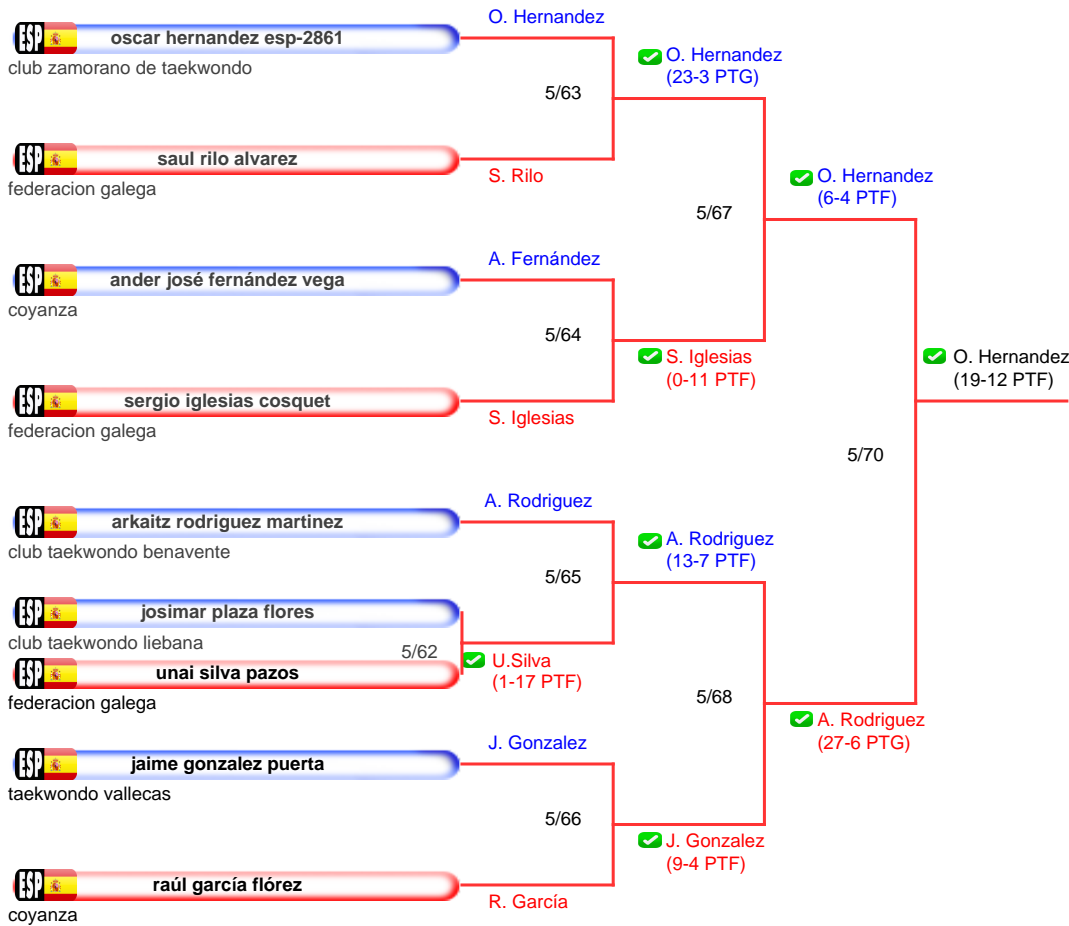 O. Hernandez
ESP oscar hernandez esp-2861
club zamorano de taekwondo
O. Hernandez
(23-3 PTG)
5/63
ESP saul rilo alvarez
S. Rilo
federacion galega
O. Hernandez
(6-4 PTF)
5/67
A. Fernández
ESP ander josé fernández vega
coyanza
5/64
S. Iglesias
(0-11 PTF)
O. Hernandez
(19-12 PTF)
ESP sergio iglesias cosquet
S. Iglesias
federacion galega
5/70
A. Rodriguez
ESP arkaitz rodriguez martinez
club taekwondo benavente
A. Rodriguez
(13-7 PTF)
5/65
ESP josimar plaza flores
club taekwondo liebana
5/62
U.Silva
(1-17 PTF)
ESP unai silva pazos
federacion galega
5/68
A. Rodriguez
(27-6 PTG)
J. Gonzalez
ESP jaime gonzalez puerta
taekwondo vallecas
5/66
J. Gonzalez
(9-4 PTF)
ESP raúl garcía flórez
R. García
coyanza